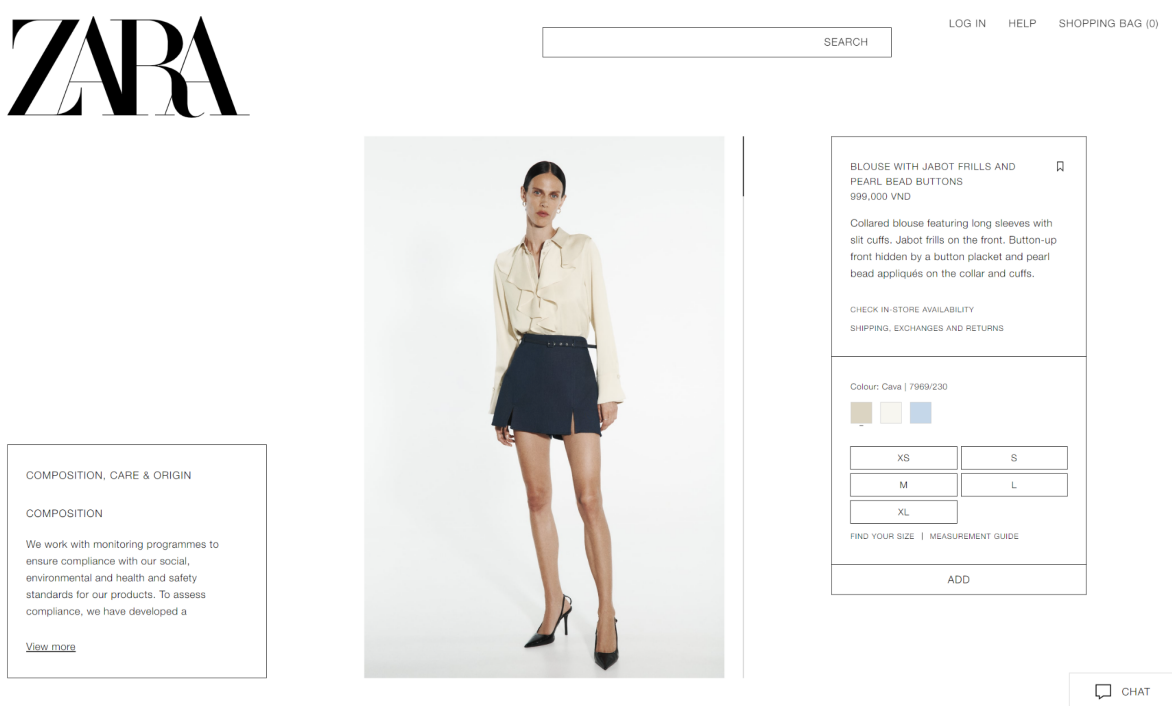 ZARA
SEARCH
LOG IN
HELP
SHOPPING BAG (0)
COMPOSITION, CARE & ORIGIN
COMPOSITION
We work with monitoring programmes to
ensure compliance with our social,
environmental and health and safety
standards for our products. To assess
compliance, we have developed a
View more
BLOUSE WITH JABOT FRILLS AND
PEARL BEAD BUTTONS
999,000 VND
Collared blouse featuring long sleeves with
slit cuffs. Jabot frills on the front. Button-up
front hidden by a button placket and pearl
bead appliqués on the collar and cuffs.
CHECK IN-STORE AVAILABILITY
SHIPPING, EXCHANGES AND RETURNS
Colour: Cava | 7969/230
XS
S
M
L
XL
FIND YOUR SIZE | MEASUREMENT GUIDE
ADD
CHAT